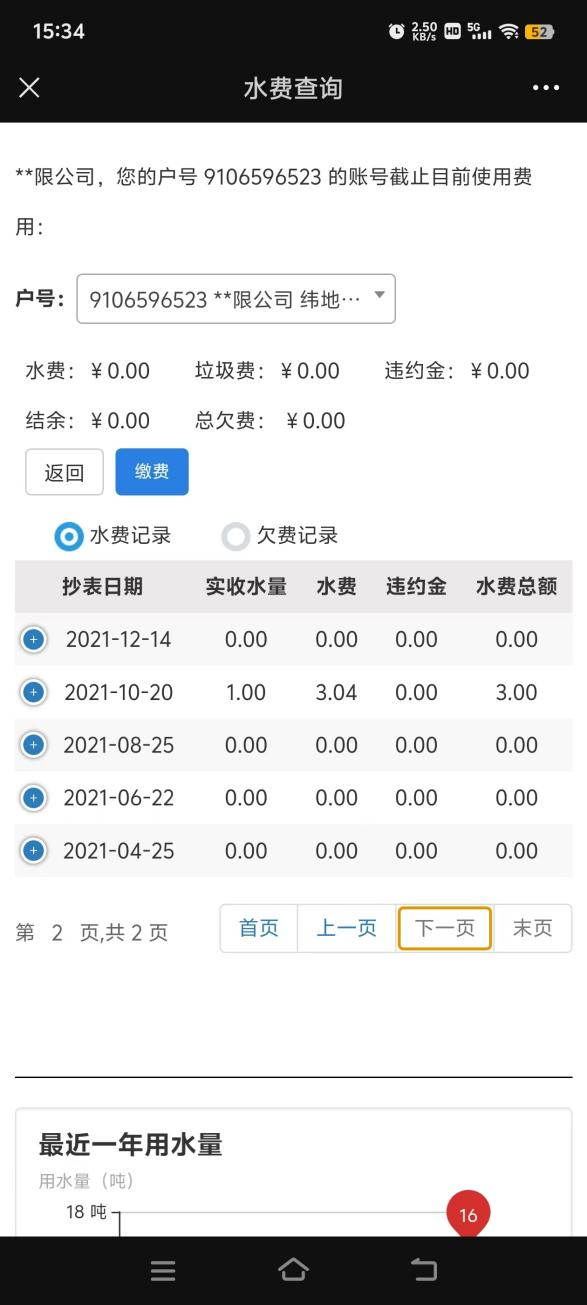 15:34 2.50 KB/s HD 5G 52
水费查询
**限公司，您的户号 9106596523 的账号截止目前使用费
用：
户号： 9106596523 **限公司 纬地…
水费： ￥0.00 垃圾费： ￥0.00 违约金： ￥0.00
结余： ￥0.00 总欠费： ￥0.00
返回 缴费
水费记录 欠费记录
抄表日期 实收水量 水费 违约金 水费总额
2021-12-14 0.00 0.00 0.00 0.00
2021-10-20 1.00 3.04 0.00 3.00
2021-08-25 0.00 0.00 0.00 0.00
2021-06-22 0.00 0.00 0.00 0.00
2021-04-25 0.00 0.00 0.00 0.00
第 2 页,共 2 页 首页 上一页 下一页 末页
最近一年用水量
用水量（吨）
18 吨 16